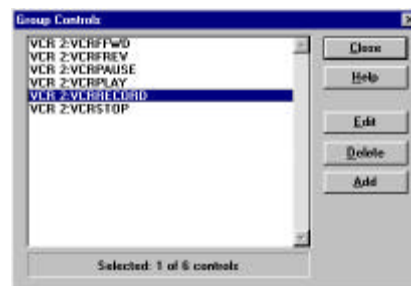 Group Controls
VCR 2:VCRFFWD
VCR 2:VCRFREV
VCR 2:VCRPAUSE
VCR 2:VCRPLAY
VCR 2:VCRRECORD
VCR 2:VCRSTOP
Close
Help
Edit
Delete
Add
Selected: 1 of 6 controls